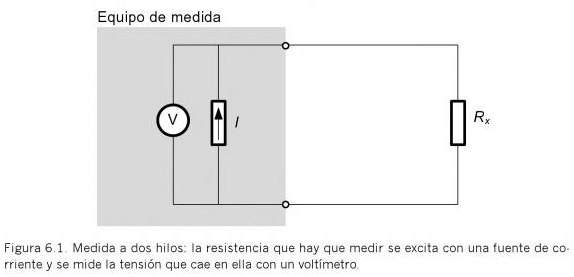 Equipo de medida
V
I
Rx
Figura 6.1. Medida a dos hilos: la resistencia que hay que medir se excita con una fuente de co-
rriente y se mide la tensión que cae en ella con un voltímetro.